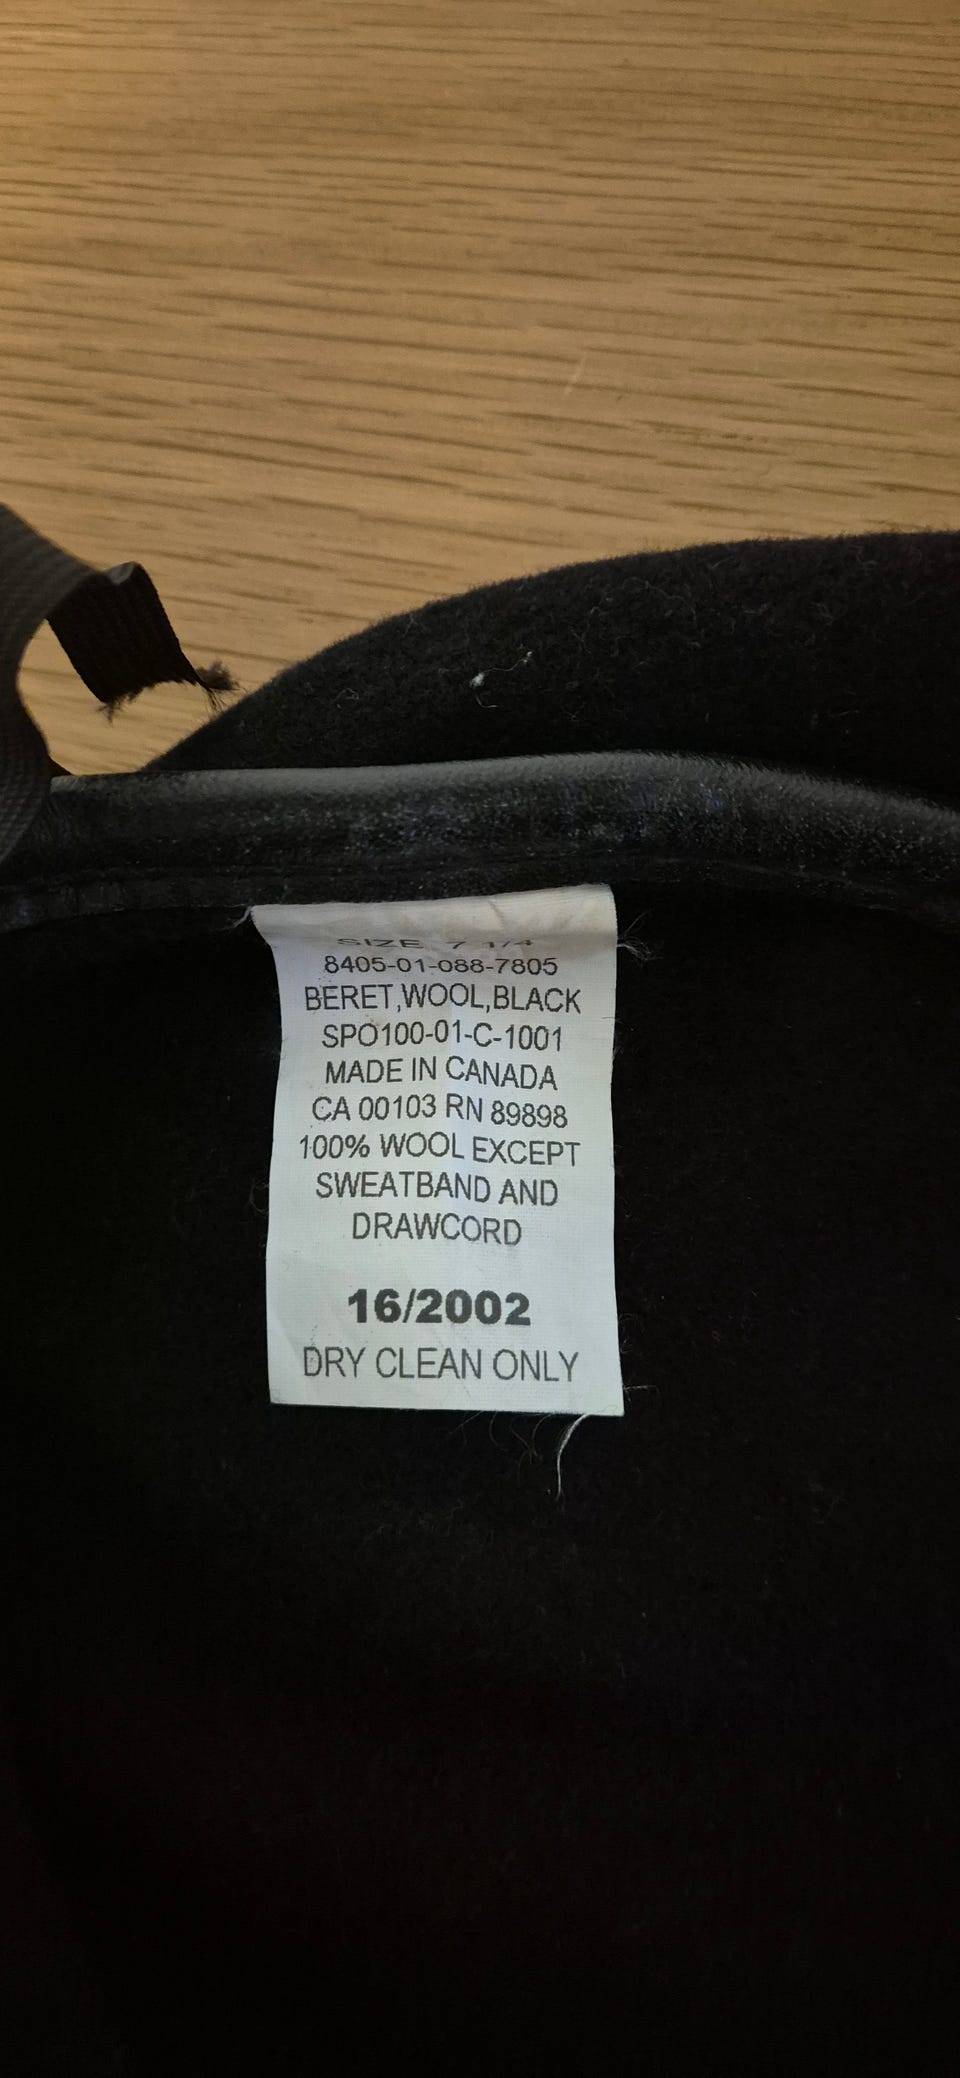 SIZE 7 1/4
8405-01-088-7805
BERET,WOOL,BLACK
SPO100-01-C-1001
MADE IN CANADA
CA 00103 RN 89898
100% WOOL EXCEPT
SWEATBAND AND
DRAWCORD
16/2002
DRY CLEAN ONLY